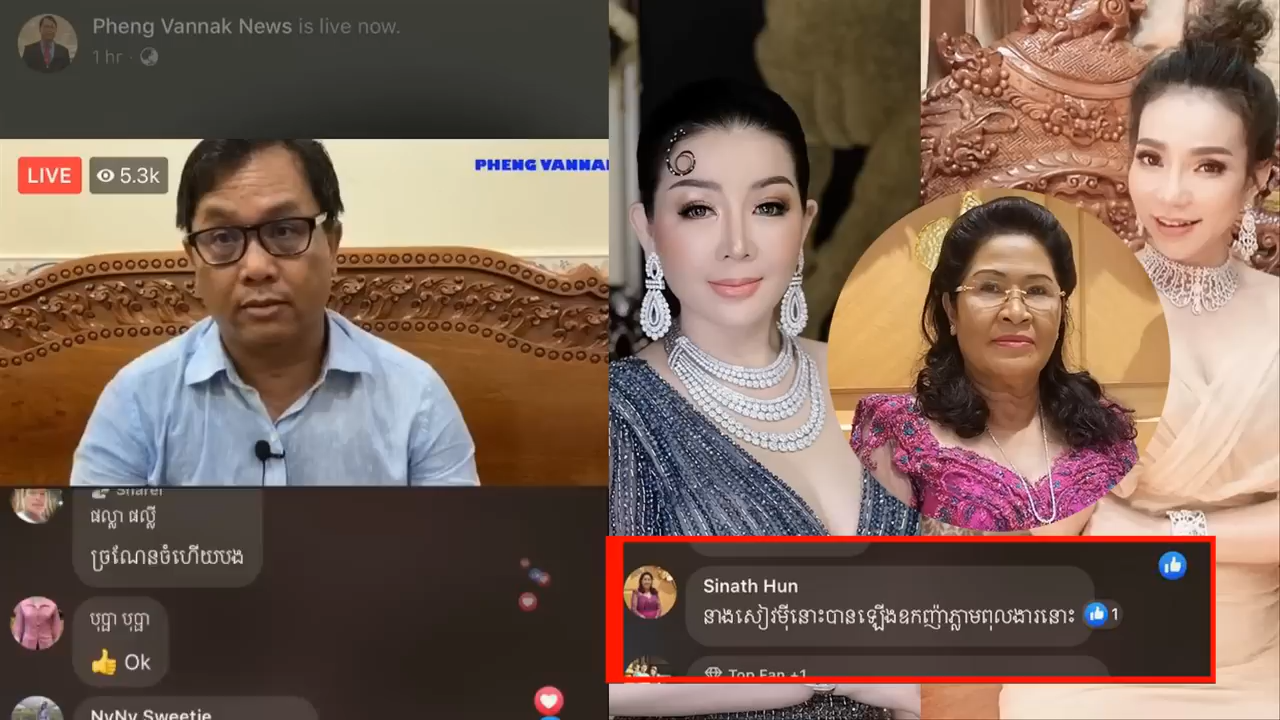 Pheng Vannak News is live now.
1 hr
LIVE
5.3k
PHENG VANNAK
ផល្លា ផល្លី
ច្រណែនចំហើយបង
បុប្ផា បុប្ផា
Ok
NyNy Sweetie
Sinath Hun
នាងសៀវម៉ីនោះបានឡើងឧកញ៉ាភ្លាមពុលងារនោះ
1
Top Fan +1